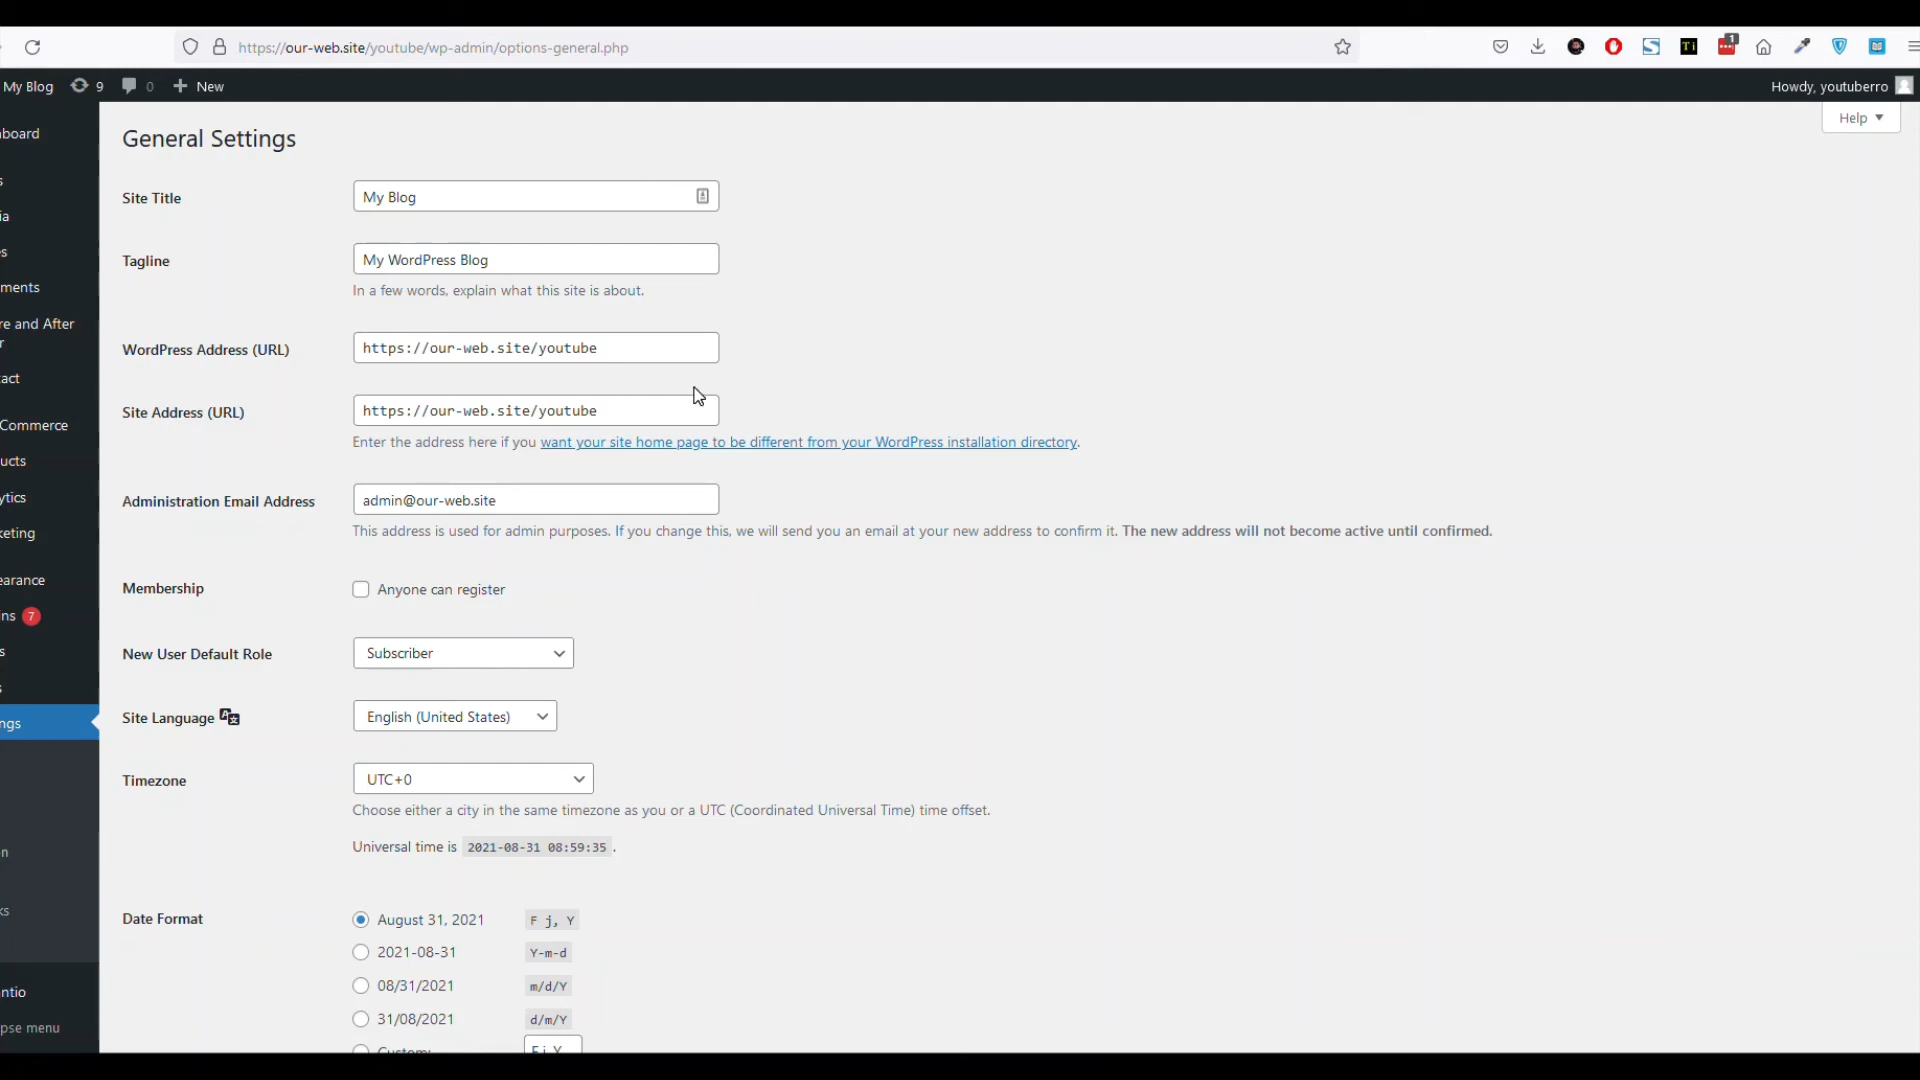 https://our-web.site/youtube/wp-admin/options-general.php
Ti
1
My Blog 9 0 New
Howdy, youtuberro
Help
board
General Settings
s
Site Title My Blog
ia
es
Tagline My WordPress Blog
ments
In a few words, explain what this site is about.
re and After
r
WordPress Address (URL) https://our-web.site/youtube
tact
Site Address (URL) https://our-web.site/youtube
Commerce
Enter the address here if you want your site home page to be different from your WordPress installation directory.
ucts
ytics
Administration Email Address admin@our-web.site
keting
This address is used for admin purposes. If you change this, we will send you an email at your new address to confirm it. The new address will not become active until confirmed.
earance
Membership Anyone can register
ins 7
s
New User Default Role Subscriber
s
ngs
Site Language English (United States)
Timezone UTC+0
Choose either a city in the same timezone as you or a UTC (Coordinated Universal Time) time offset.
n
Universal time is 2021-08-31 08:59:35 .
ks
Date Format August 31, 2021 F j, Y
2021-08-31 Y-m-d
08/31/2021 m/d/Y
ntio
31/08/2021 d/m/Y
pse menu
Custom: F j, Y